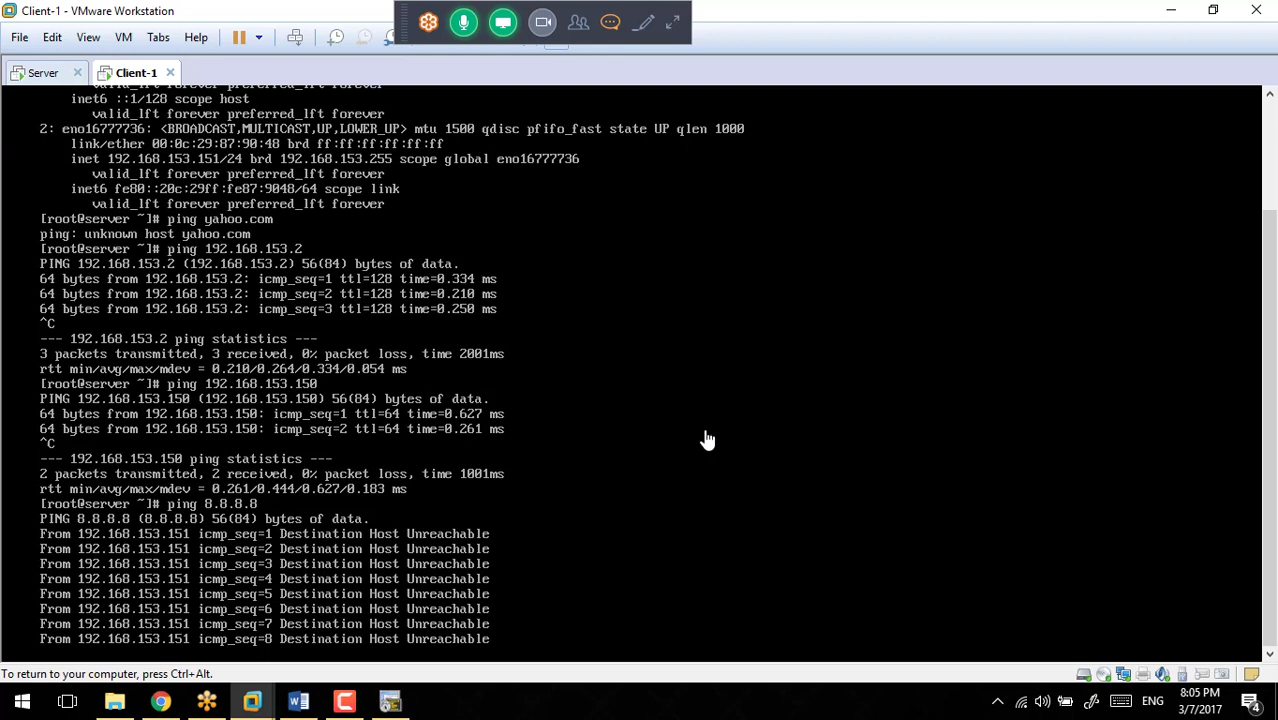 Client-1 - VMware Workstation
File Edit View VM Tabs Help
Server Client-1
valid_lft forever preferred_lft forever
inet6 ::1/128 scope host
valid_lft forever preferred_lft forever
2: eno16777736: <BROADCAST,MULTICAST,UP,LOWER_UP> mtu 1500 qdisc pfifo_fast state UP qlen 1000
link/ether 00:0c:29:87:90:48 brd ff:ff:ff:ff:ff:ff
inet 192.168.153.151/24 brd 192.168.153.255 scope global eno16777736
valid_lft forever preferred_lft forever
inet6 fe80::20c:29ff:fe87:9048/64 scope link
valid_lft forever preferred_lft forever
[root@server ~]# ping yahoo.com
ping: unknown host yahoo.com
[root@server ~]# ping 192.168.153.2
PING 192.168.153.2 (192.168.153.2) 56(84) bytes of data.
64 bytes from 192.168.153.2: icmp_seq=1 ttl=128 time=0.334 ms
64 bytes from 192.168.153.2: icmp_seq=2 ttl=128 time=0.210 ms
64 bytes from 192.168.153.2: icmp_seq=3 ttl=128 time=0.250 ms
^C
--- 192.168.153.2 ping statistics ---
3 packets transmitted, 3 received, 0% packet loss, time 2001ms
rtt min/avg/max/mdev = 0.210/0.264/0.334/0.054 ms
[root@server ~]# ping 192.168.153.150
PING 192.168.153.150 (192.168.153.150) 56(84) bytes of data.
64 bytes from 192.168.153.150: icmp_seq=1 ttl=64 time=0.627 ms
64 bytes from 192.168.153.150: icmp_seq=2 ttl=64 time=0.261 ms
^C
--- 192.168.153.150 ping statistics ---
2 packets transmitted, 2 received, 0% packet loss, time 1001ms
rtt min/avg/max/mdev = 0.261/0.444/0.627/0.183 ms
[root@server ~]# ping 8.8.8.8
PING 8.8.8.8 (8.8.8.8) 56(84) bytes of data.
From 192.168.153.151 icmp_seq=1 Destination Host Unreachable
From 192.168.153.151 icmp_seq=2 Destination Host Unreachable
From 192.168.153.151 icmp_seq=3 Destination Host Unreachable
From 192.168.153.151 icmp_seq=4 Destination Host Unreachable
From 192.168.153.151 icmp_seq=5 Destination Host Unreachable
From 192.168.153.151 icmp_seq=6 Destination Host Unreachable
From 192.168.153.151 icmp_seq=7 Destination Host Unreachable
From 192.168.153.151 icmp_seq=8 Destination Host Unreachable
To return to your computer, press Ctrl+Alt.
ENG
8:05 PM
3/7/2017
4